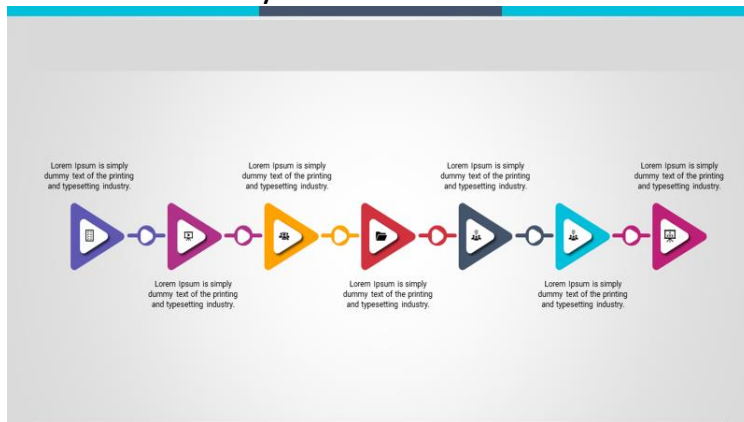 Lorem Ipsum is simply
dummy text of the printing
and typesetting industry.
Lorem Ipsum is simply
dummy text of the printing
and typesetting industry.
Lorem Ipsum is simply
dummy text of the printing
and typesetting industry.
Lorem Ipsum is simply
dummy text of the printing
and typesetting industry.
Lorem Ipsum is simply
dummy text of the printing
and typesetting industry.
Lorem Ipsum is simply
dummy text of the printing
and typesetting industry.
Lorem Ipsum is simply
dummy text of the printing
and typesetting industry.